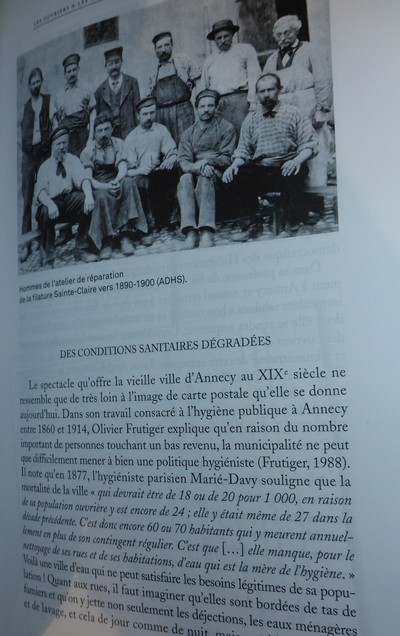 LES OUVRIERS & LES
Hommes de l'atelier de réparation
de la filature Sainte-Claire vers 1890-1900 (ADHS).
DES CONDITIONS SANITAIRES DÉGRADÉES
Le spectacle qu'offre la vieille ville d'Annecy au XIXe siècle ne
ressemble que de très loin à l'image de carte postale qu'elle se donne
aujourd'hui. Dans son travail consacré à l'hygiène publique à Annecy
entre 1860 et 1914, Olivier Frutiger explique qu'en raison du nombre
important de personnes touchant un bas revenu, la municipalité ne peut
que difficilement mener à bien une politique hygiéniste (Frutiger, 1988).
Il note qu'en 1877, l'hygiéniste parisien Marié-Davy souligne que la
mortalité de la ville « qui devrait être de 18 ou de 20 pour 1 000, en raison
de sa population ouvrière y est encore de 24 ; elle y était même de 27 dans la
décade précédente. C'est donc encore 60 ou 70 habitants qui y meurent annuel-
lement en plus de son contingent régulier. C'est que […] elle manque, pour le
nettoyage de ses rues et de ses habitations, d'eau qui est la mère de l'hygiène. »
Voilà une ville d'eau qui ne peut satisfaire les besoins légitimes de sa popu-
lation ! Quant aux rues, il faut imaginer qu'elles sont bordées de tas de
fumiers et qu'on y jette non seulement les déjections, les eaux ménagères
et de lavage, et cela de jour comme de nuit, mais